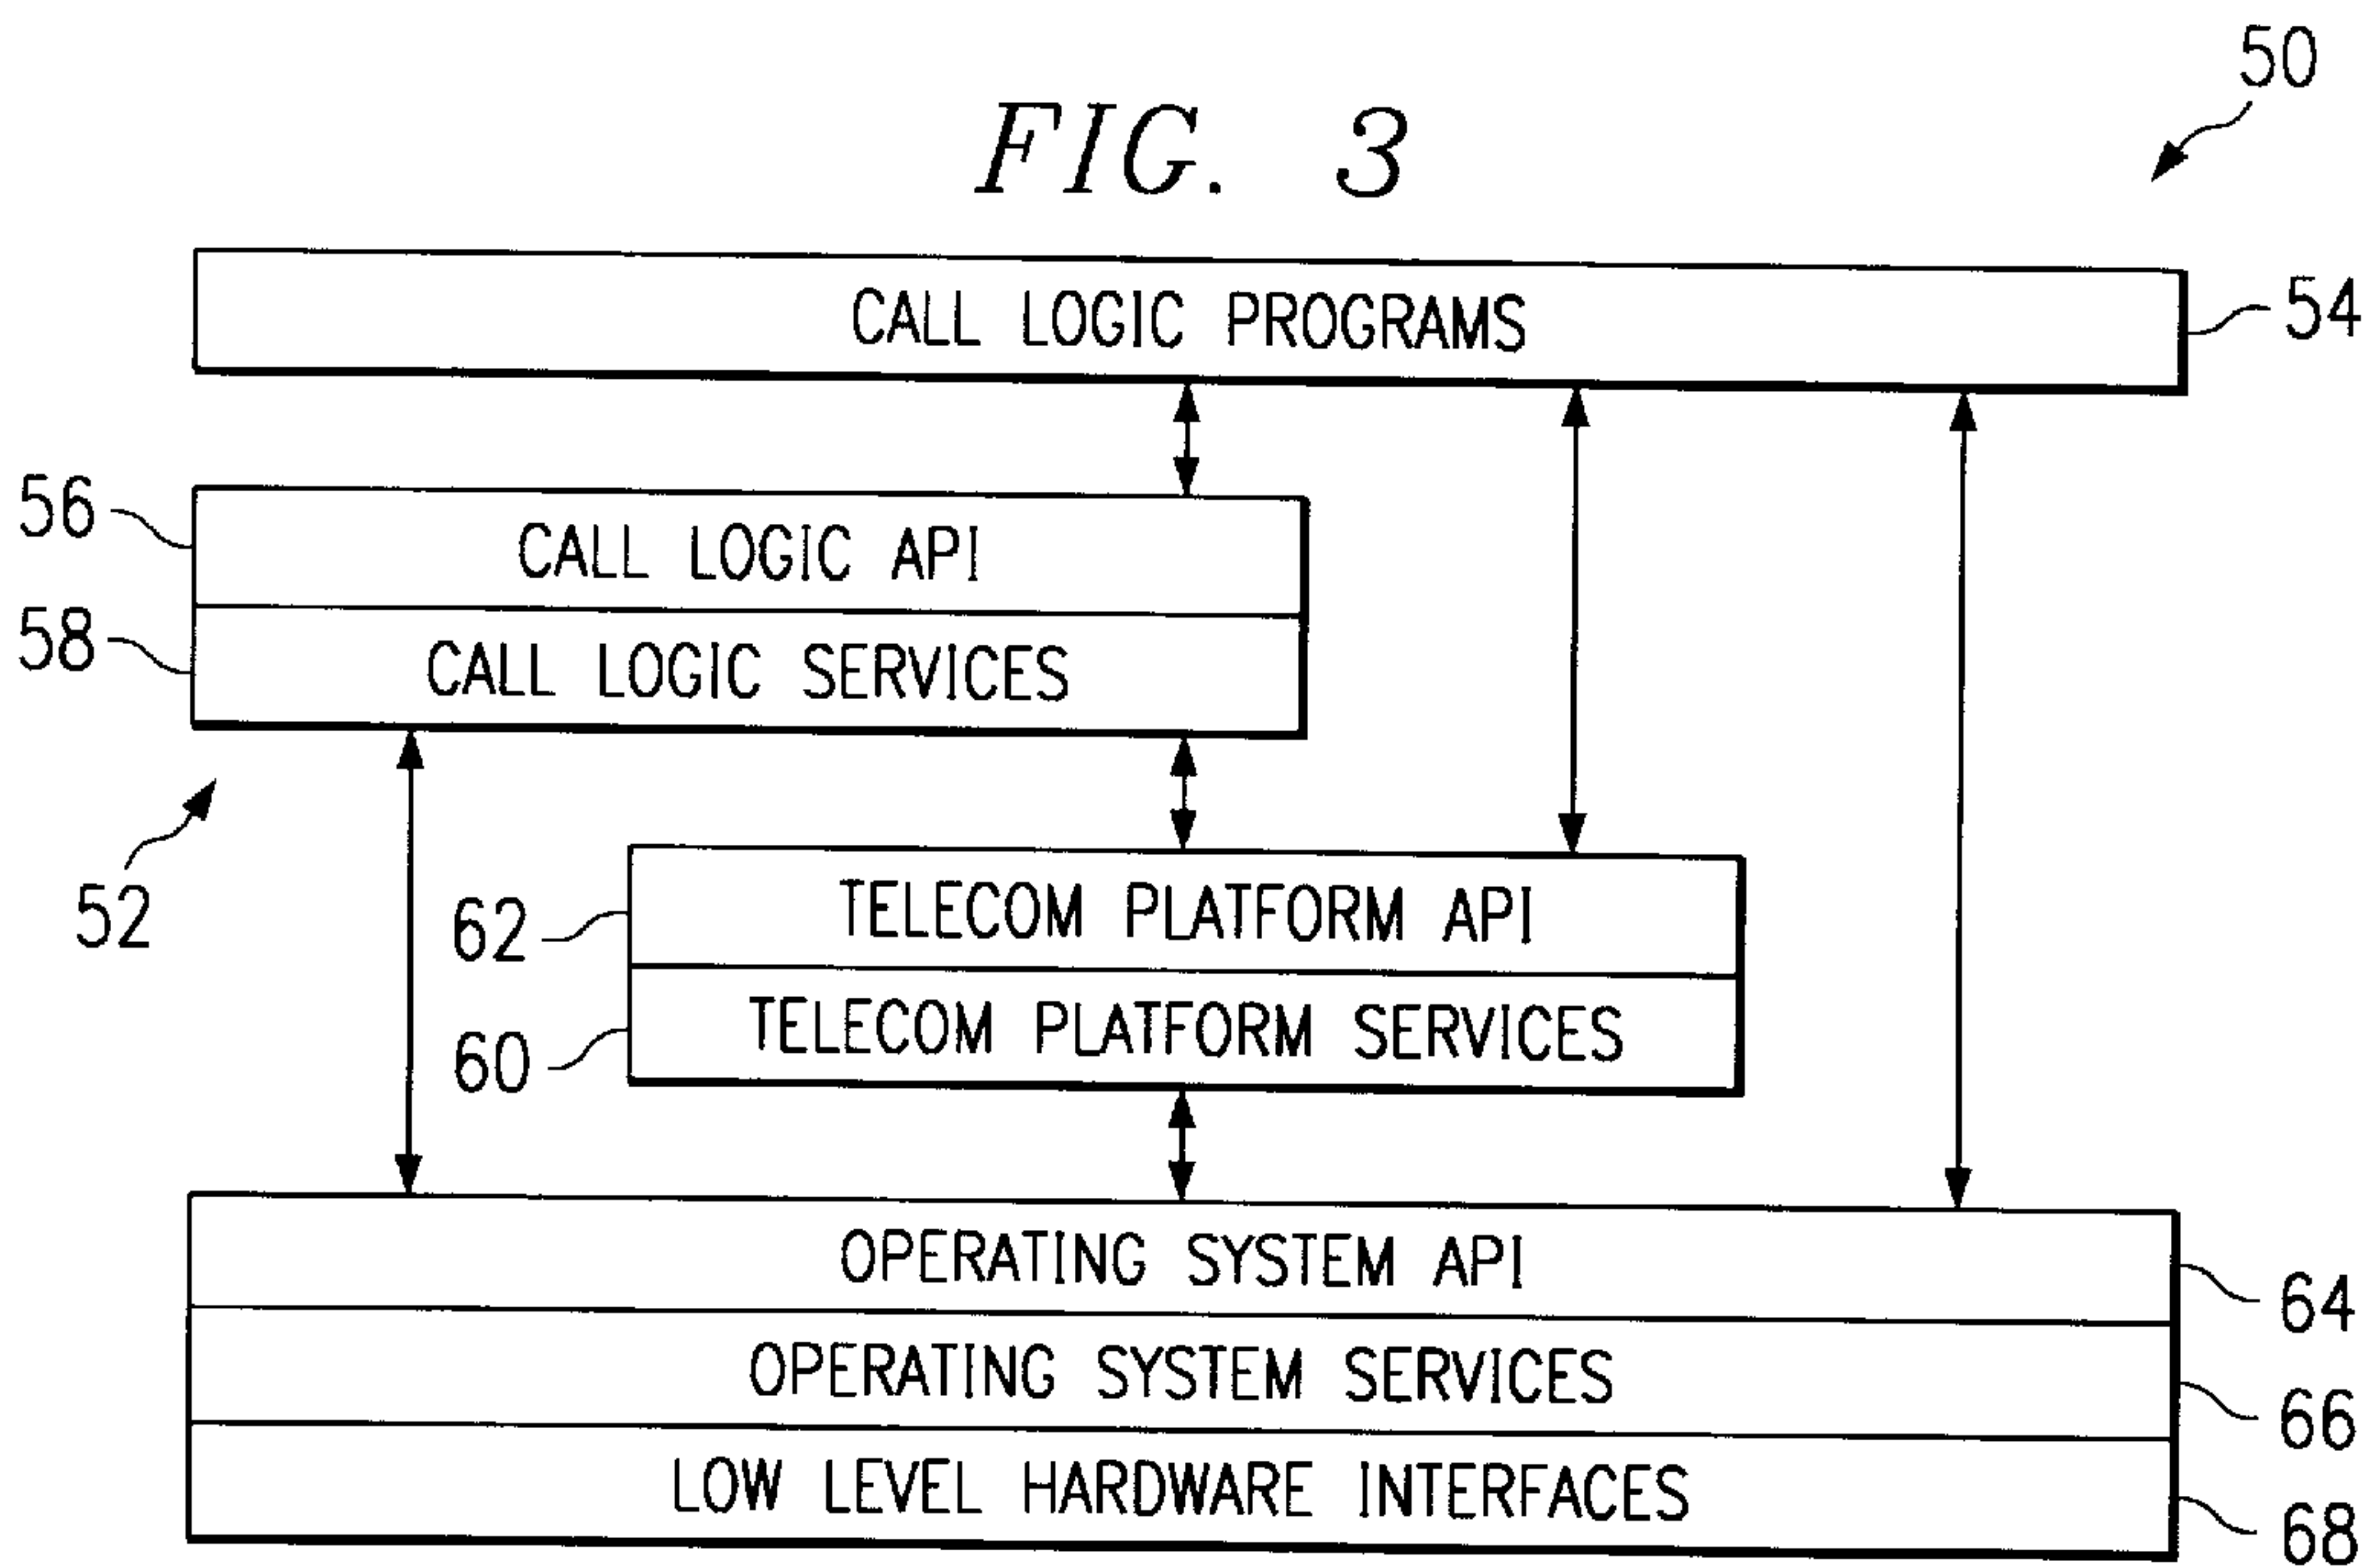 50
FIG. 3
CALL LOGIC PROGRAMS
54
56
CALL LOGIC API
58
CALL LOGIC SERVICES
52
62
TELECOM PLATFORM API
60
TELECOM PLATFORM SERVICES
OPERATING SYSTEM API
64
OPERATING SYSTEM SERVICES
66
LOW LEVEL HARDWARE INTERFACES
68